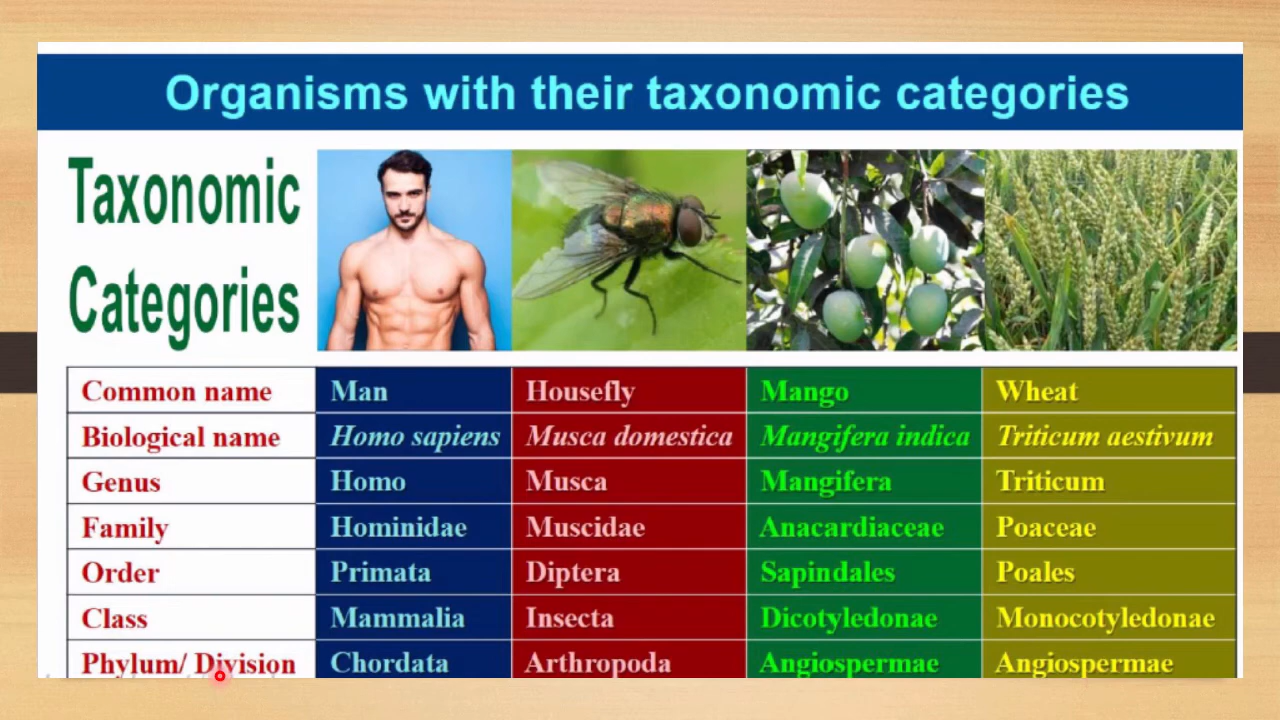 Organisms with their taxonomic categories
Taxonomic
Categories
Common name Man Housefly Mango Wheat
Biological name Homo sapiens Musca domestica Mangifera indica Triticum aestivum
Genus Homo Musca Mangifera Triticum
Family Hominidae Muscidae Anacardiaceae Poaceae
Order Primata Diptera Sapindales Poales
Class Mammalia Insecta Dicotyledonae Monocotyledonae
Phylum/ Division Chordata Arthropoda Angiospermae Angiospermae